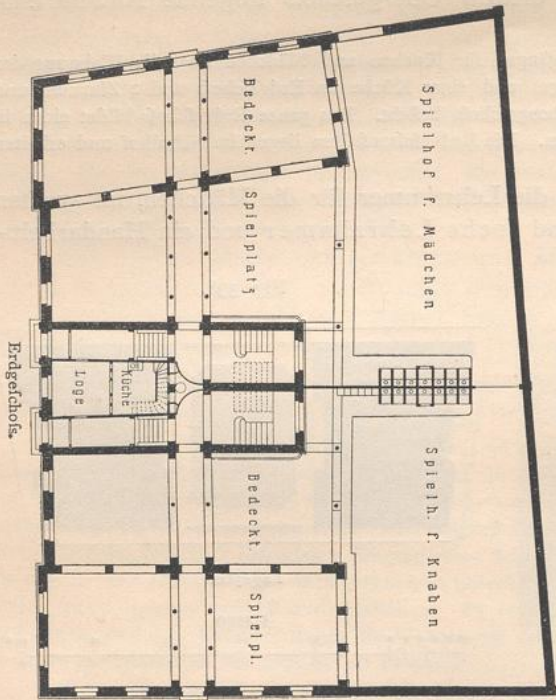 Spielhof f. Mädchen
Bedeckt.
Spielplatz
Spielh. f. Knaben
Bedeckt.
Spielpl.
Küche
Loge
Erdgeſchoſs.